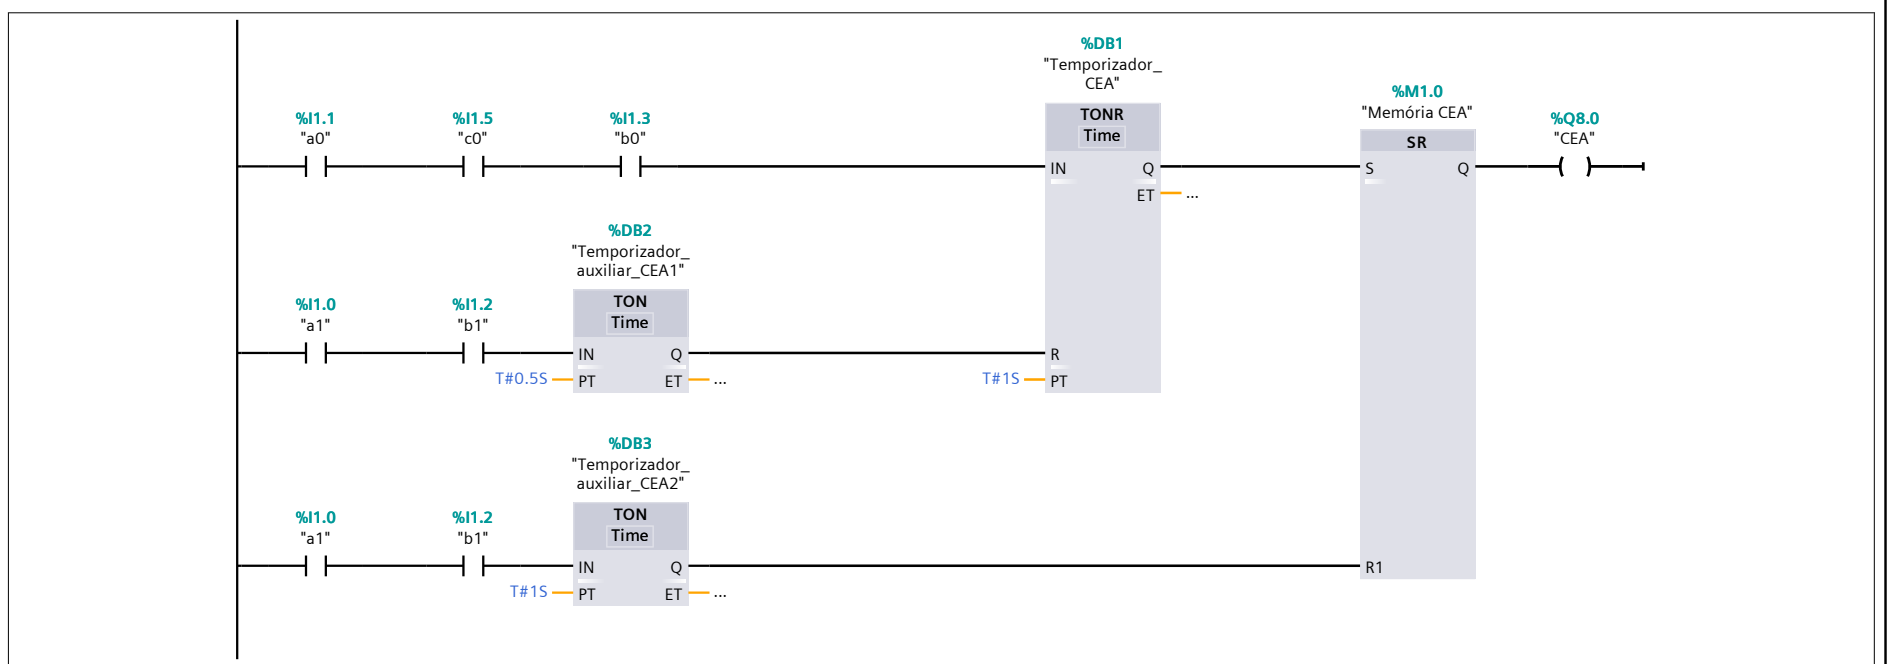 %DB1
"Temporizador_
CEA"
%M1.0
"Memória CEA"
%I1.1
"a0"
%I1.5
"c0"
%I1.3
"b0"
TONR
Time
SR
%Q8.0
"CEA"
IN
Q
ET
...
S
Q
%DB2
"Temporizador_
auxiliar_CEA1"
%I1.0
"a1"
%I1.2
"b1"
TON
Time
IN
Q
T#0.5S
PT
ET
...
R
T#1S
PT
%DB3
"Temporizador_
auxiliar_CEA2"
%I1.0
"a1"
%I1.2
"b1"
TON
Time
IN
Q
T#1S
PT
ET
...
R1